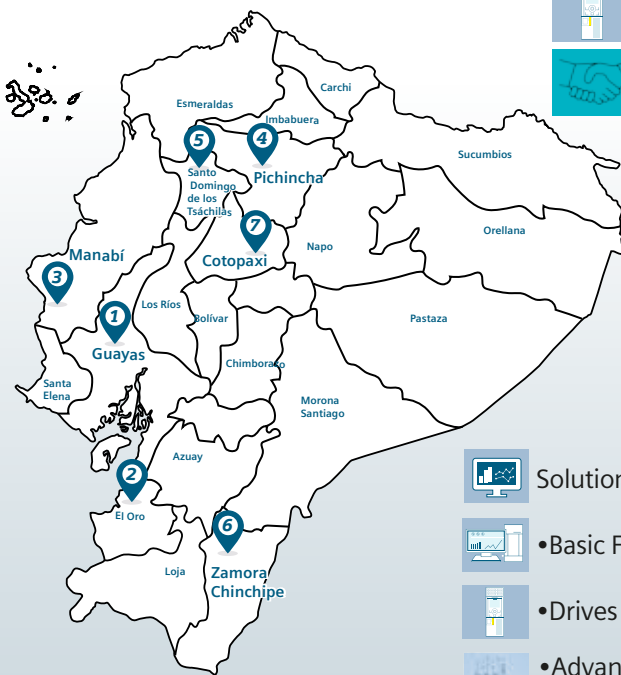 Carchi
Esmeraldas
Imbabuera
5
4
Sucumbios
Santo
Domingo
de los
Tsáchilas
Pichincha
7
Orellana
Manabí
Cotopaxi
Napo
3
Los Ríos
1
Bolívar
Pastaza
Guayas
Chimborazo
Santa
Elena
Morona
Santiago
Azuay
2
Solution
El Oro
6
•Basic F
Loja
Zamora
Chinchipe
•Drives
•Advan